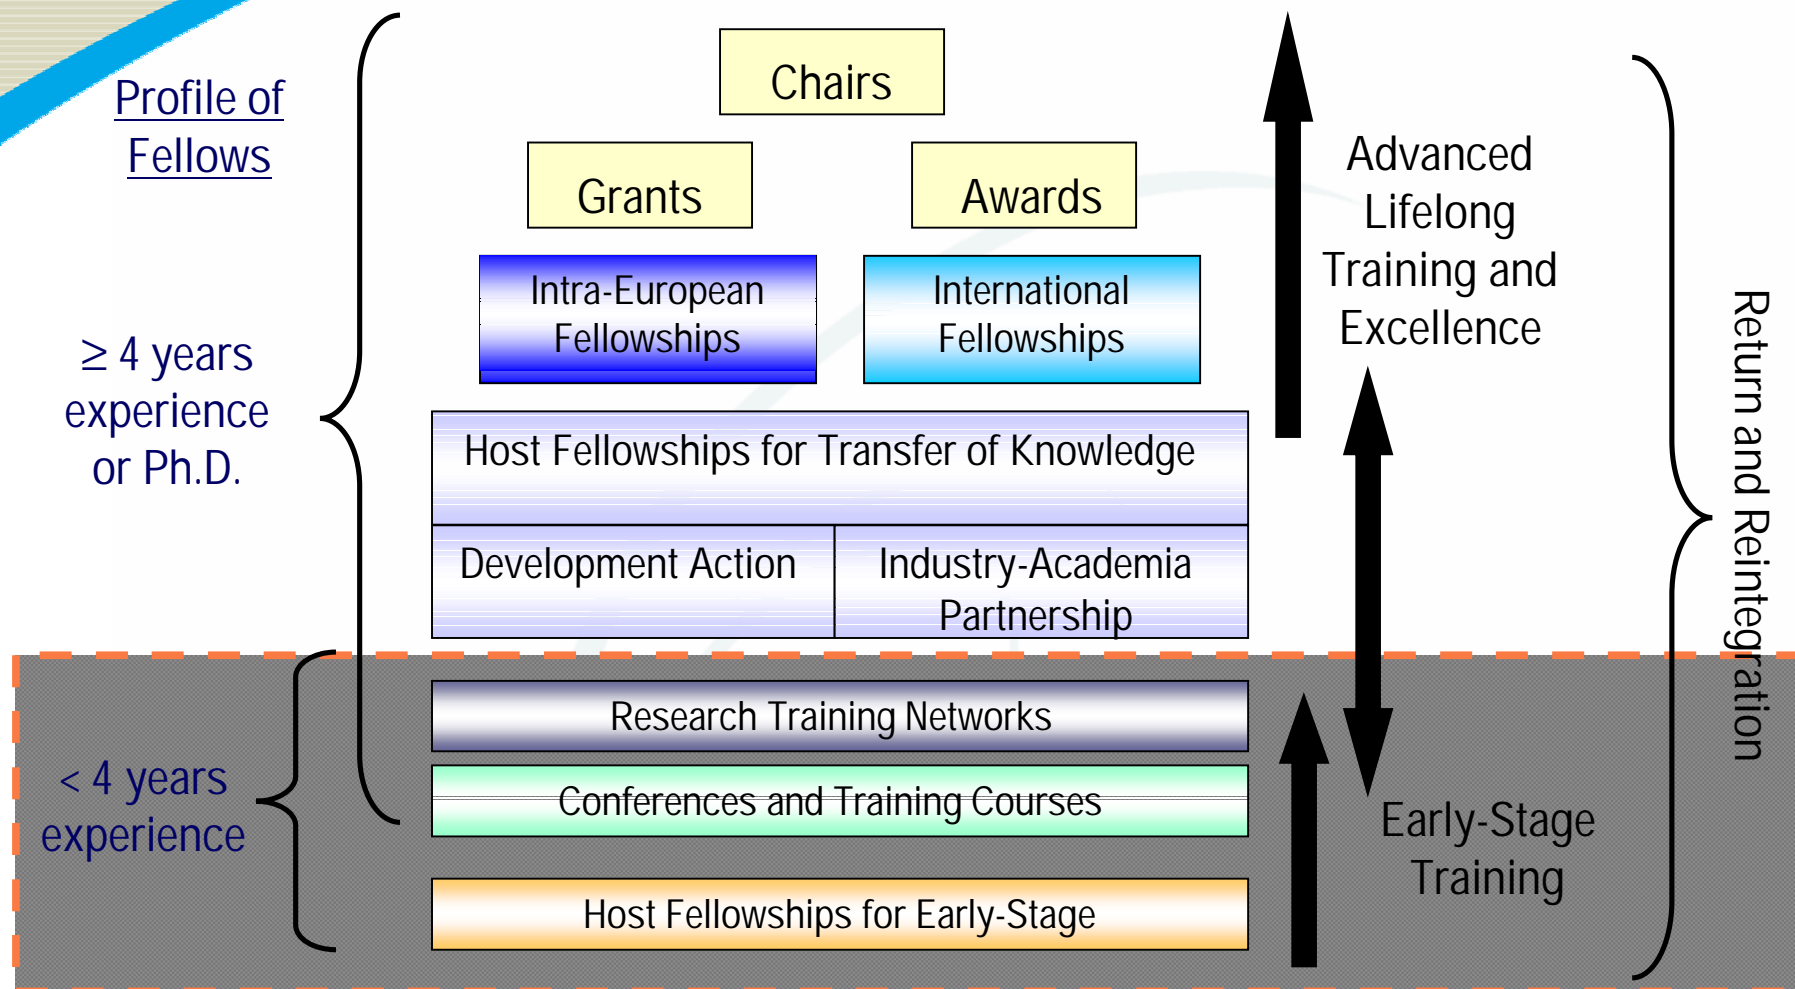 Profile of
Fellows
≥ 4 years
experience
or Ph.D.
< 4 years
experience
Chairs
Grants
Awards
Intra-European
Fellowships
International
Fellowships
Host Fellowships for Transfer of Knowledge
Development Action
Industry-Academia
Partnership
Research Training Networks
Conferences and Training Courses
Host Fellowships for Early-Stage
Advanced
Lifelong
Training and
Excellence
Early-Stage
Training
Return and Reintegration